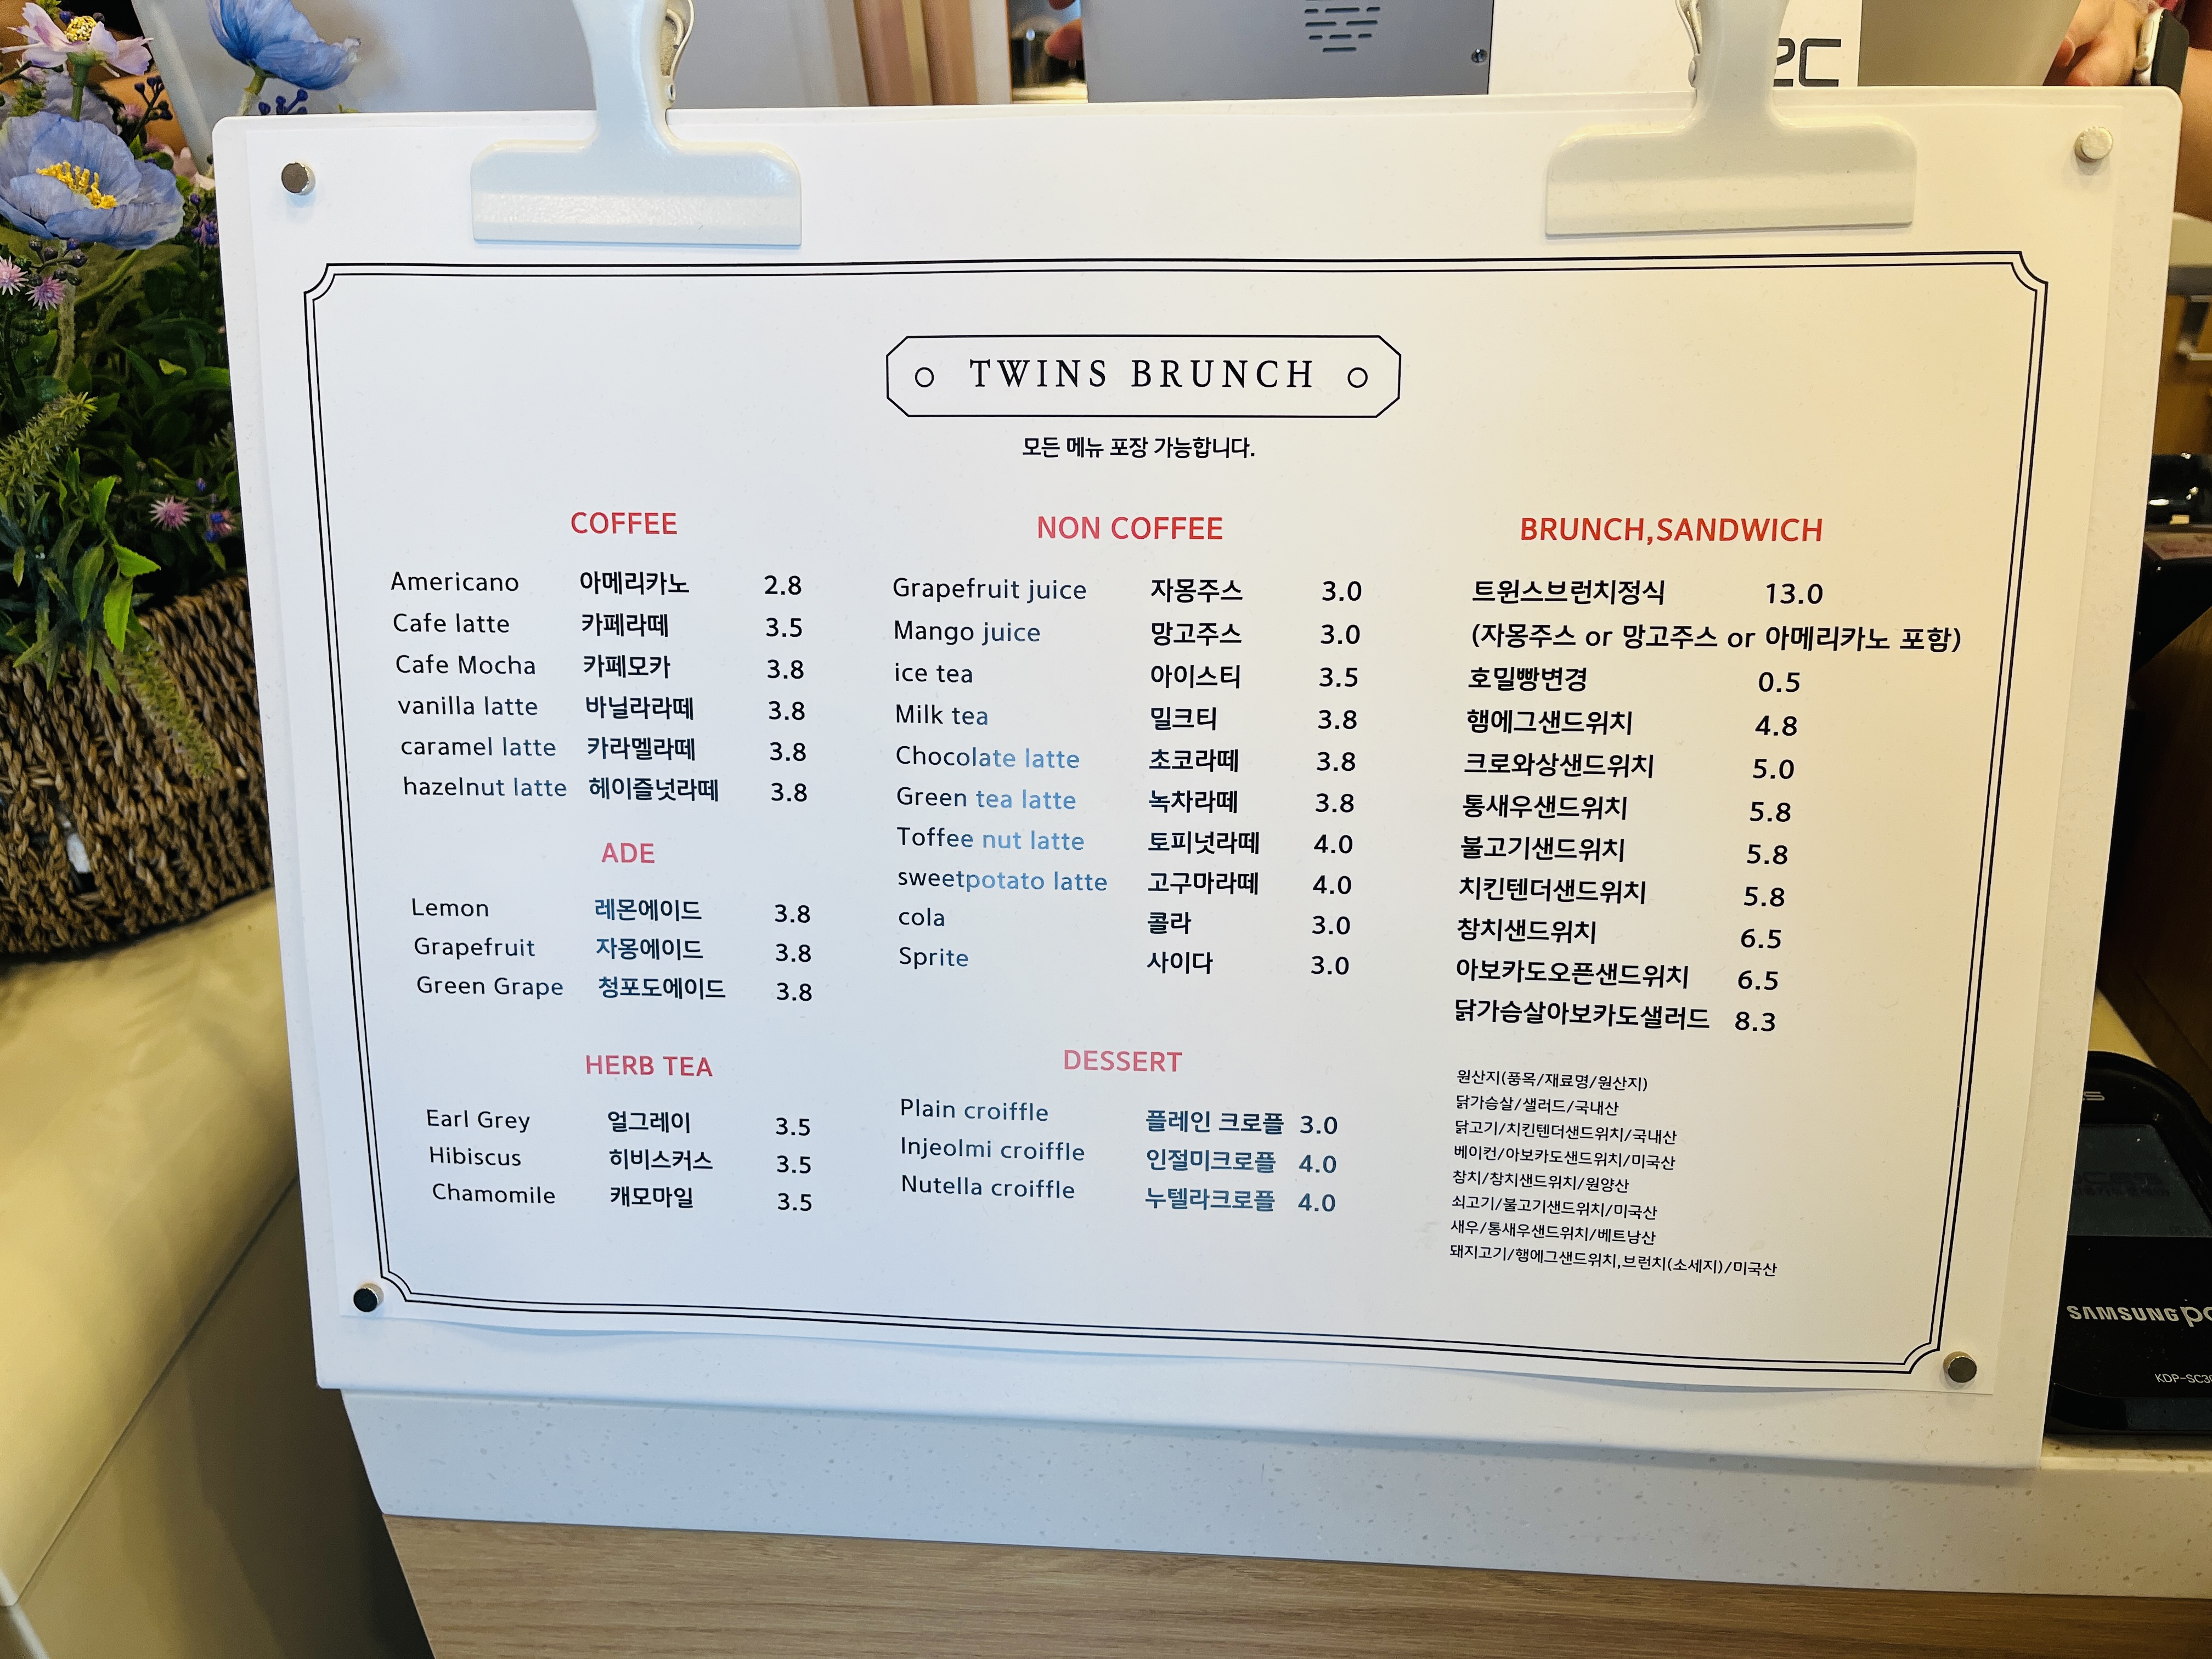 2C
TWINS BRUNCH
모든 메뉴 포장 가능합니다.
COFFEE
Americano 아메리카노 2.8
Cafe latte 카페라떼 3.5
Cafe Mocha 카페모카 3.8
vanilla latte 바닐라라떼 3.8
caramel latte 카라멜라떼 3.8
hazelnut latte 헤이즐넛라떼 3.8
ADE
Lemon 레몬에이드 3.8
Grapefruit 자몽에이드 3.8
Green Grape 청포도에이드 3.8
HERB TEA
Earl Grey 얼그레이 3.5
Hibiscus 히비스커스 3.5
Chamomile 캐모마일 3.5
NON COFFEE
Grapefruit juice 자몽주스 3.0
Mango juice 망고주스 3.0
ice tea 아이스티 3.5
Milk tea 밀크티 3.8
Chocolate latte 초코라떼 3.8
Green tea latte 녹차라떼 3.8
Toffee nut latte 토피넛라떼 4.0
sweetpotato latte 고구마라떼 4.0
cola 콜라 3.0
Sprite 사이다 3.0
DESSERT
Plain croiffle 플레인 크로플 3.0
Injeolmi croiffle 인절미크로플 4.0
Nutella croiffle 누텔라크로플 4.0
BRUNCH,SANDWICH
트윈스브런치정식 13.0
(자몽주스 or 망고주스 or 아메리카노 포함)
호밀빵변경 0.5
햄에그샌드위치 4.8
크로와상샌드위치 5.0
통새우샌드위치 5.8
불고기샌드위치 5.8
치킨텐더샌드위치 5.8
참치샌드위치 6.5
아보카도오픈샌드위치 6.5
닭가슴살아보카도샐러드 8.3
원산지(품목/재료명/원산지)
닭가슴살/샐러드/국내산
닭고기/치킨텐더샌드위치/국내산
베이컨/아보카도샌드위치/미국산
참치/참치샌드위치/원양산
쇠고기/불고기샌드위치/미국산
새우/통새우샌드위치/베트남산
돼지고기/햄에그샌드위치,브런치(소세지)/미국산
SAMSUNG